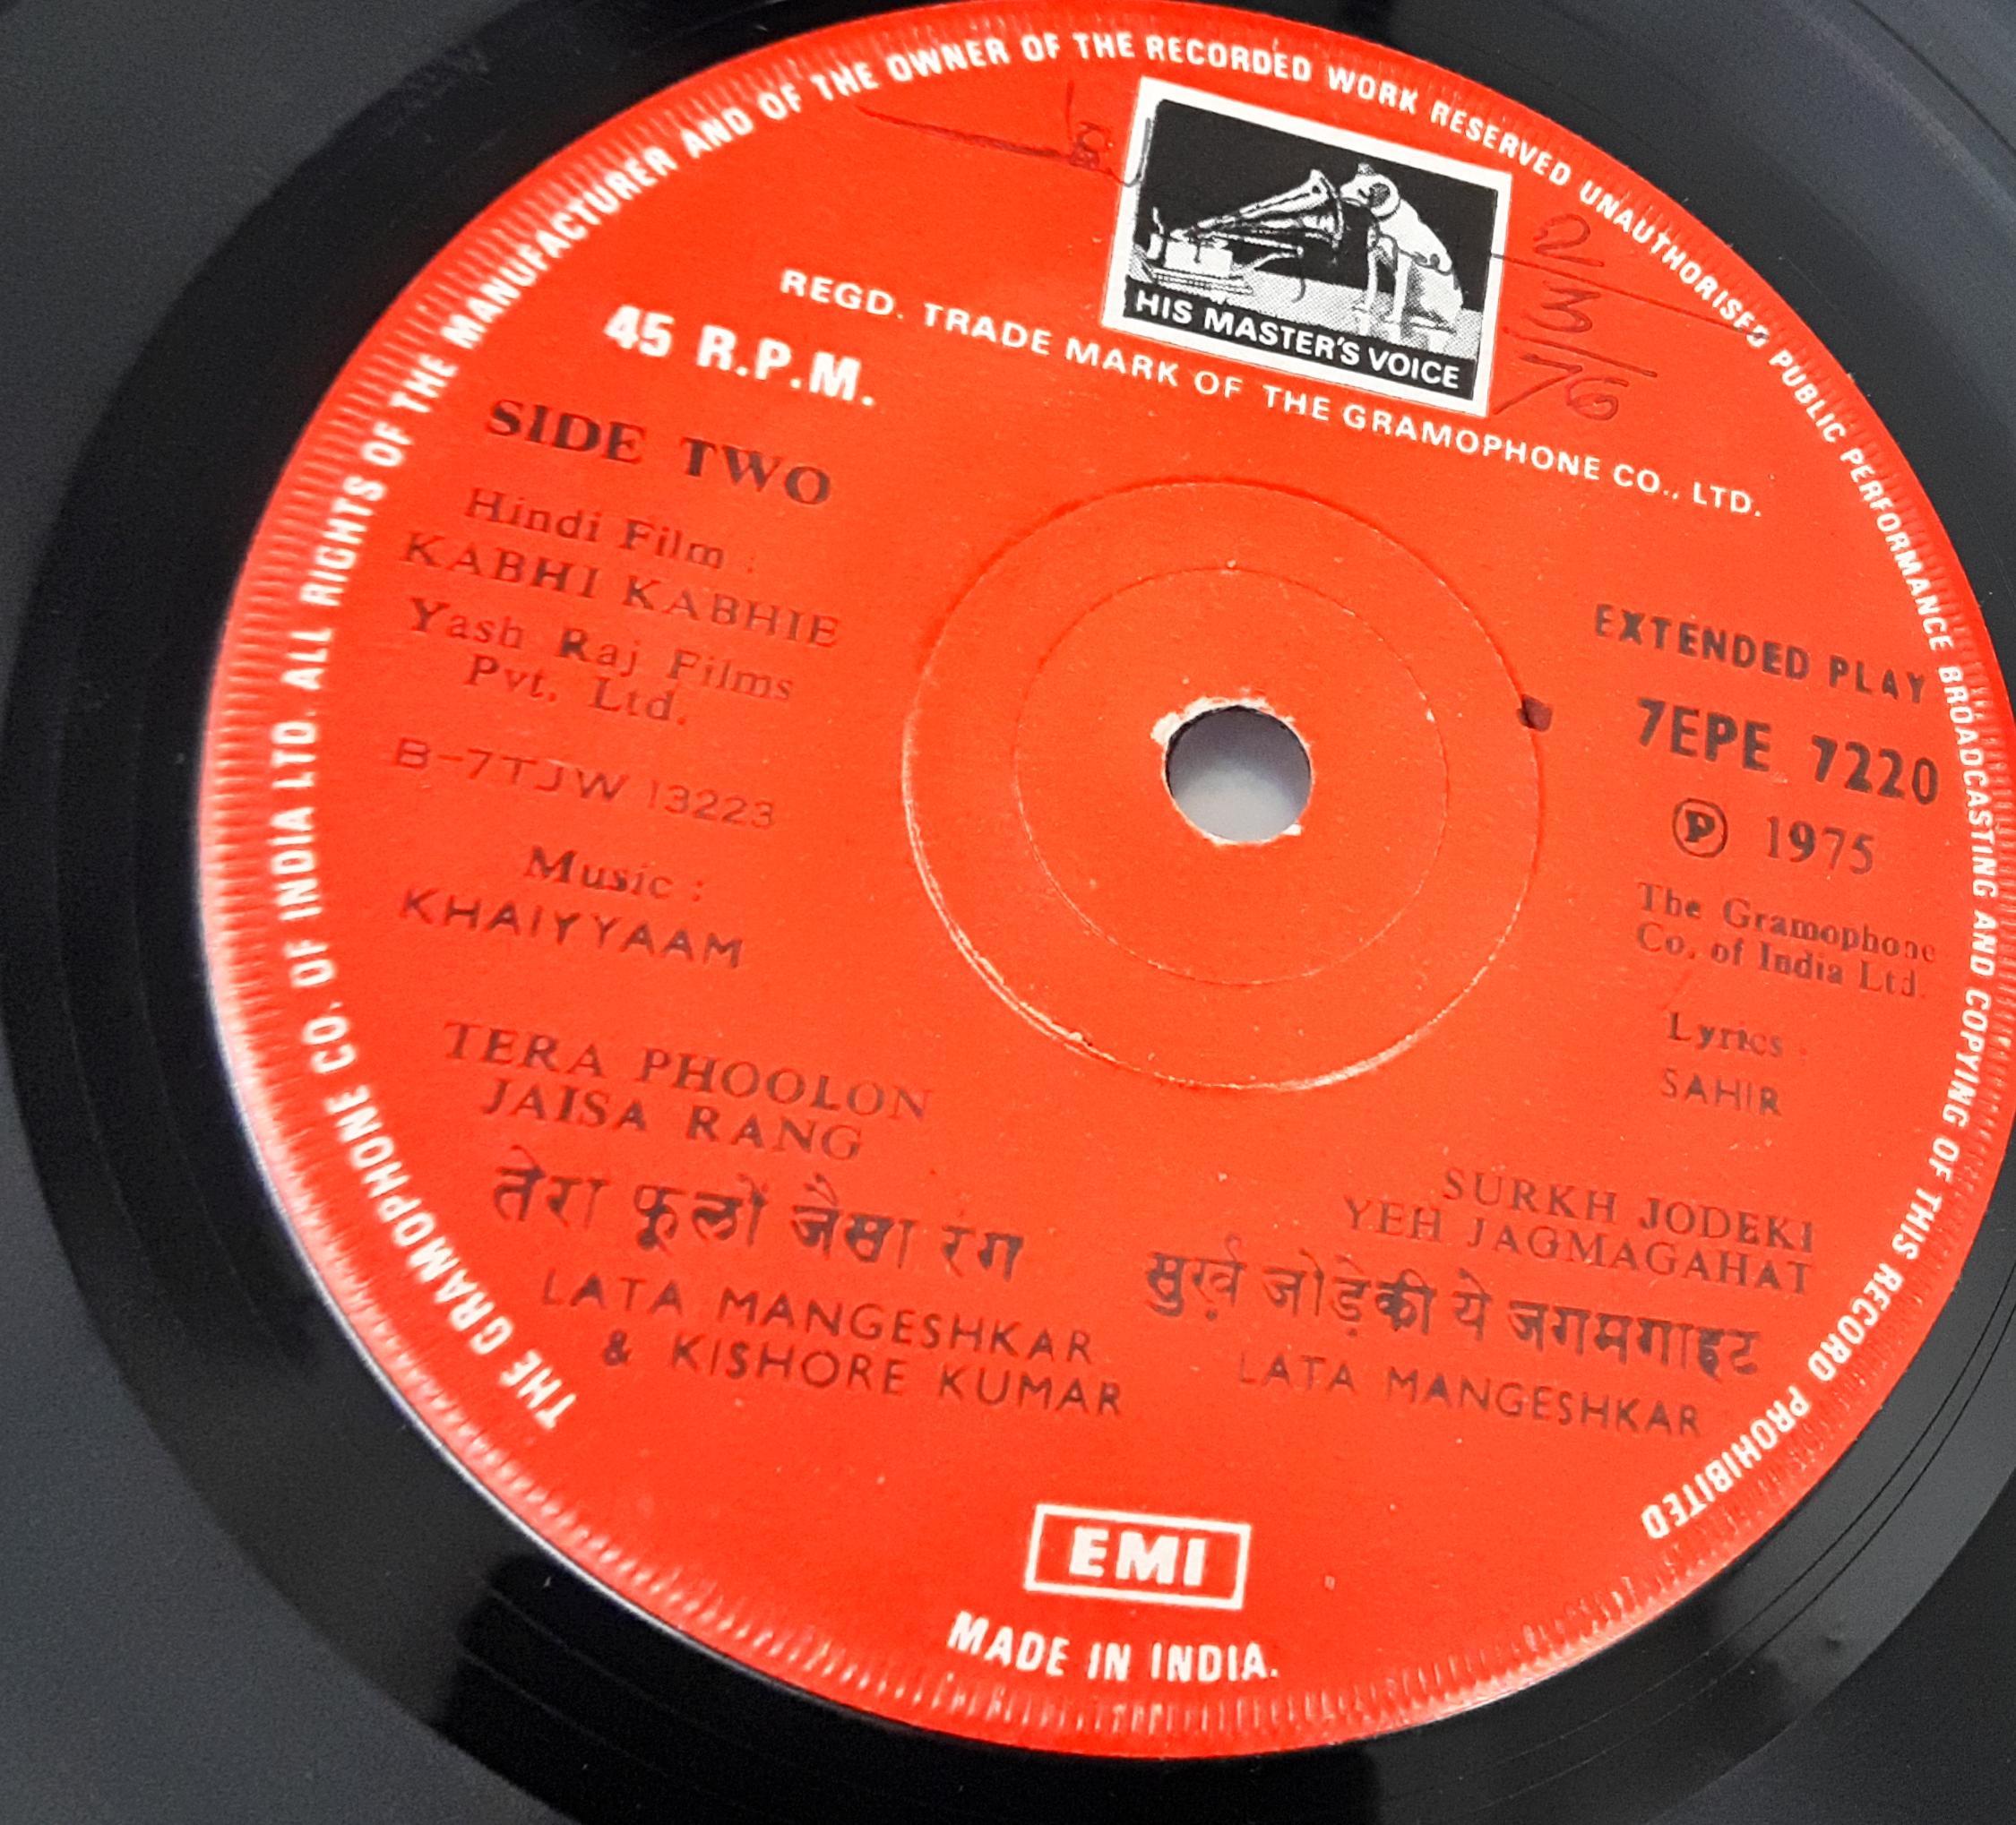 THE GRAMOPHONE CO. OF INDIA LTD. ALL RIGHTS OF THE MANUFACTURER AND OF THE OWNER OF THE RECORDED WORK RESERVED UNAUTHORISED PUBLIC PERFORMANCE BROADCASTING AND COPYING OF THIS RECORD PROHIBITED
HIS MASTER'S VOICE
REGD. TRADE MARK OF THE GRAMOPHONE CO., LTD.
2/3/76
45 R.P.M.
SIDE TWO
Hindi Film :
KABHI KABHIE
Yash Raj Films
Pvt. Ltd.
B-7TJW 13223
Music :
KHAIYYAAM
EXTENDED PLAY
7EPE 7220
Ⓟ 1975
The Gramophone
Co. of India Ltd.
Lyrics :
SAHIR
TERA PHOOLON
JAISA RANG
तेरा फूलों जैसा रंग
LATA MANGESHKAR
& KISHORE KUMAR
SURKH JODEKI
YEH JAGMAGAHAT
सुर्ख़ जोड़ेकी ये जगमगाहट
LATA MANGESHKAR
EMI
MADE IN INDIA.